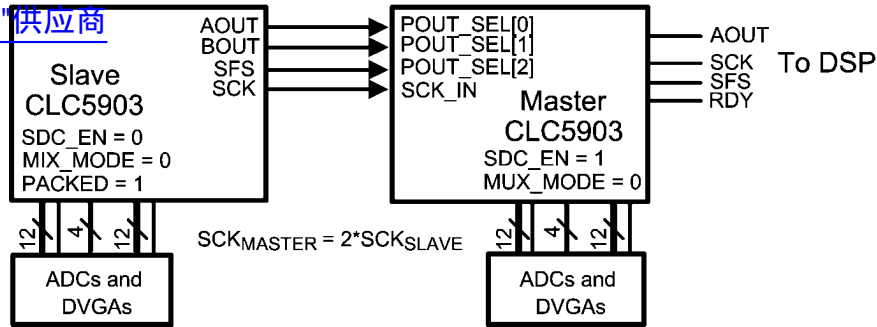 "供应商
AOUT
BOUT
SFS
SCK
Slave
CLC5903
SDC_EN = 0
MIX_MODE = 0
PACKED = 1
POUT_SEL[0]
POUT_SEL[1]
POUT_SEL[2]
SCK_IN
Master
CLC5903
SDC_EN = 1
MUX_MODE = 0
AOUT
SCK
SFS
RDY
To DSP
12
4
12
SCKMASTER = 2*SCKSLAVE
12
4
12
ADCs and
DVGAs
ADCs and
DVGAs